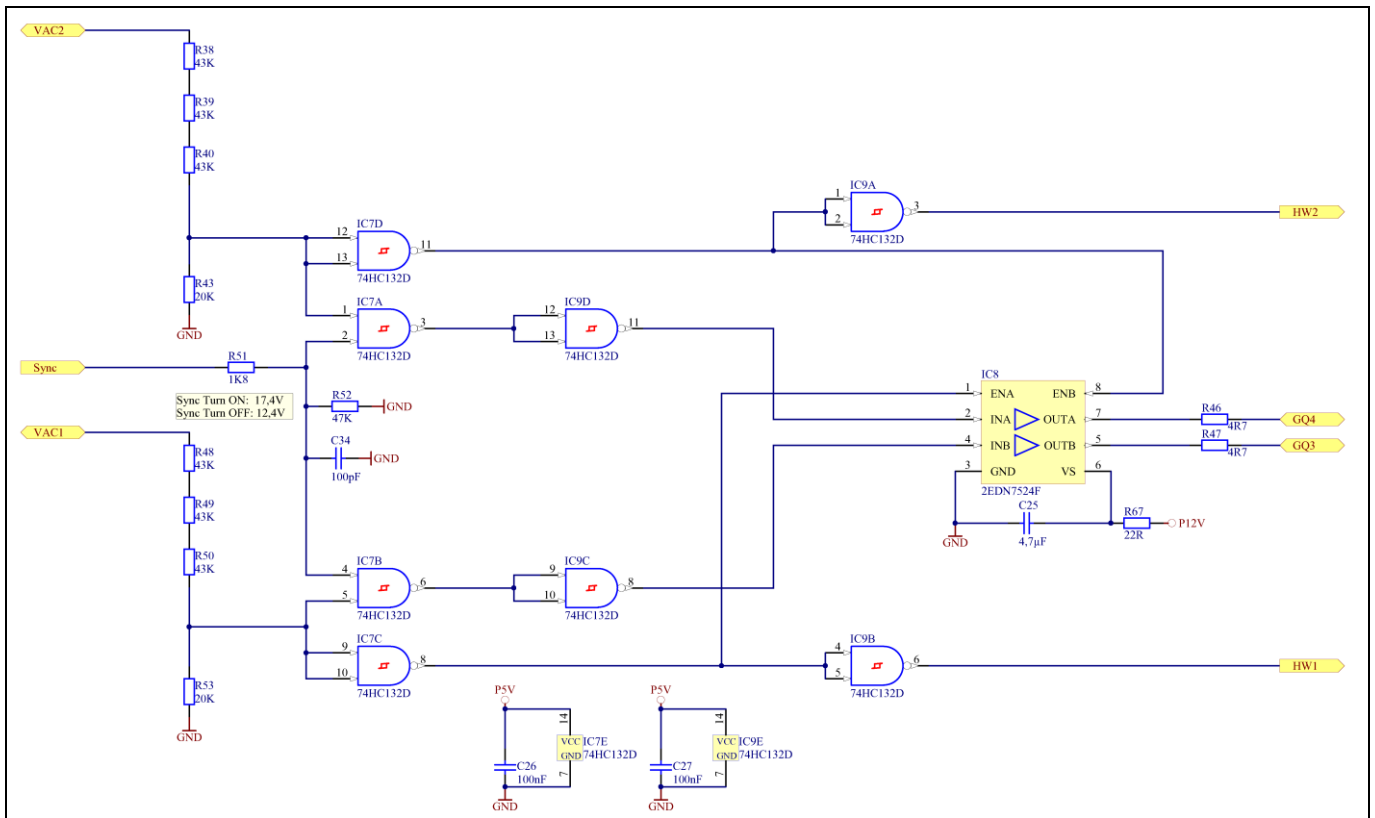 VAC2
R38
43K
R39
43K
R40
43K
R43
20K
GND
IC7D
12
13
11
74HC132D
IC9A
1
2
3
74HC132D
HW2
IC7A
1
2
3
74HC132D
IC9D
12
13
11
74HC132D
Sync
R51
1K8
Sync Turn ON: 17,4V
Sync Turn OFF: 12,4V
R52
47K
GND
C34
100pF
GND
IC8
1
ENA
ENB
8
2
INA
OUTA
7
4
INB
OUTB
5
3
GND
VS
6
2EDN7524F
R46
4R7
GQ4
R47
4R7
GQ3
C25
4,7µF
GND
R67
22R
P12V
VAC1
R48
43K
R49
43K
R50
43K
R53
20K
GND
IC7B
4
5
6
74HC132D
IC9C
9
10
8
74HC132D
IC7C
9
10
8
74HC132D
IC9B
4
5
6
74HC132D
HW1
P5V
14
VCC
GND
7
IC7E
74HC132D
C26
100nF
GND
P5V
14
VCC
GND
7
IC9E
74HC132D
C27
100nF
GND